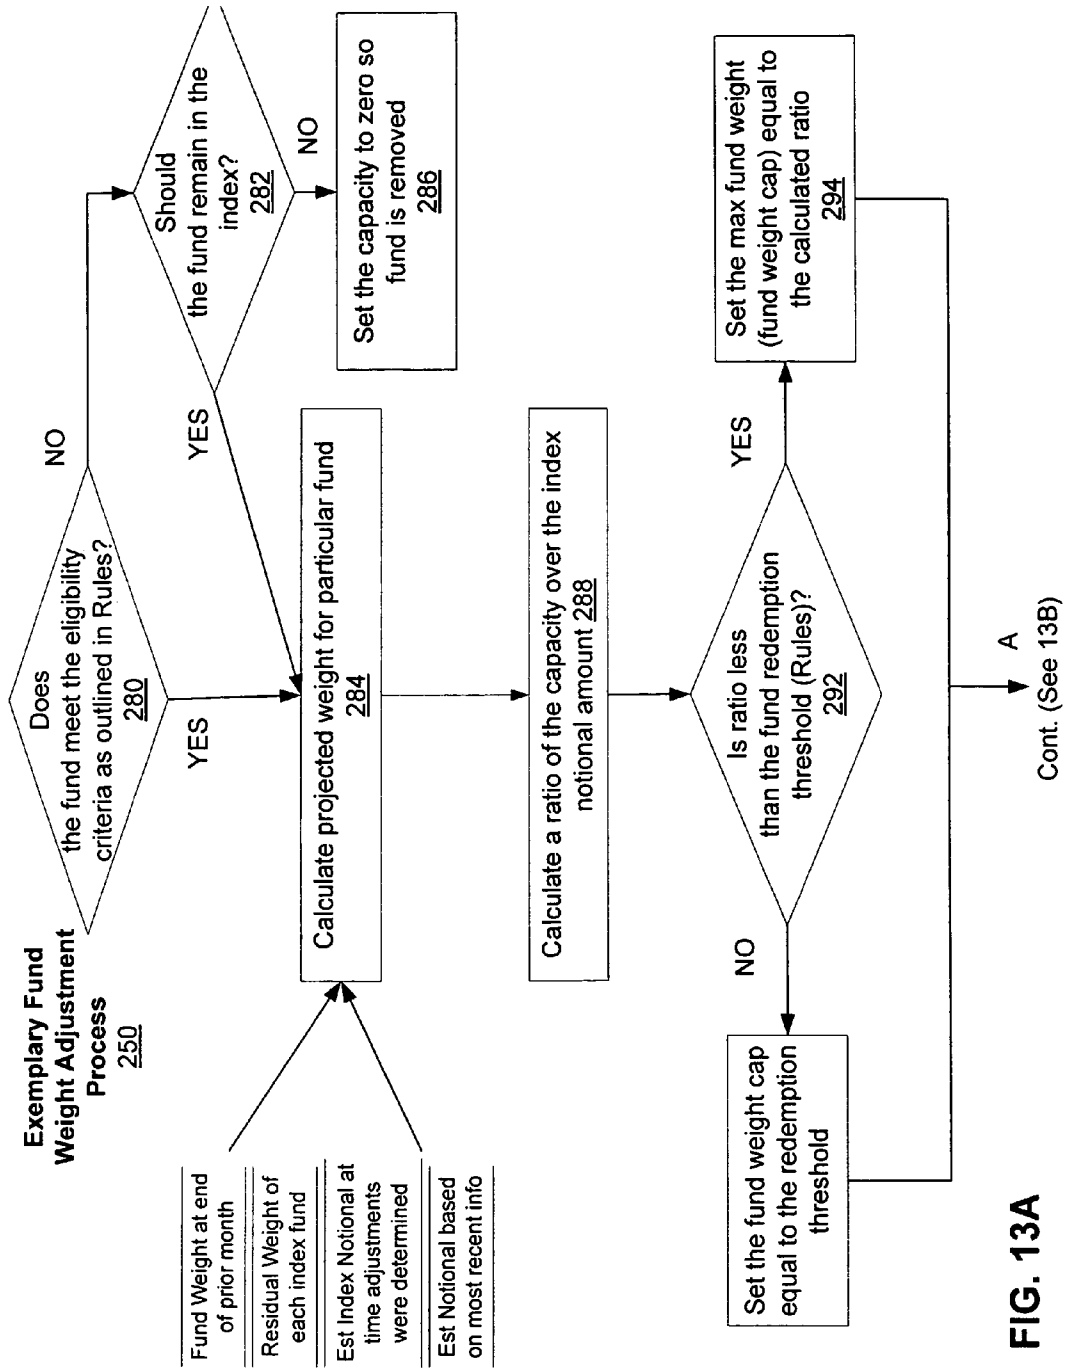 Exemplary Fund
Weight Adjustment
Process
250
Does
the fund meet the eligibility
criteria as outlined in Rules?
280
NO
YES
Should
the fund remain in the
index?
282
YES
NO
Set the capacity to zero so
fund is removed
286
Fund Weight at end
of prior month
Residual Weight of
each index fund
Est Index Notional at
time adjustments
were determined
Est Notional based
on most recent info
Calculate projected weight for particular fund
284
Calculate a ratio of the capacity over the index
notional amount 288
Is ratio less
than the fund redemption
threshold (Rules)?
292
NO
YES
Set the fund weight cap
equal to the redemption
threshold
Set the max fund weight
(fund weight cap) equal to
the calculated ratio
294
A
Cont. (See 13B)
FIG. 13A